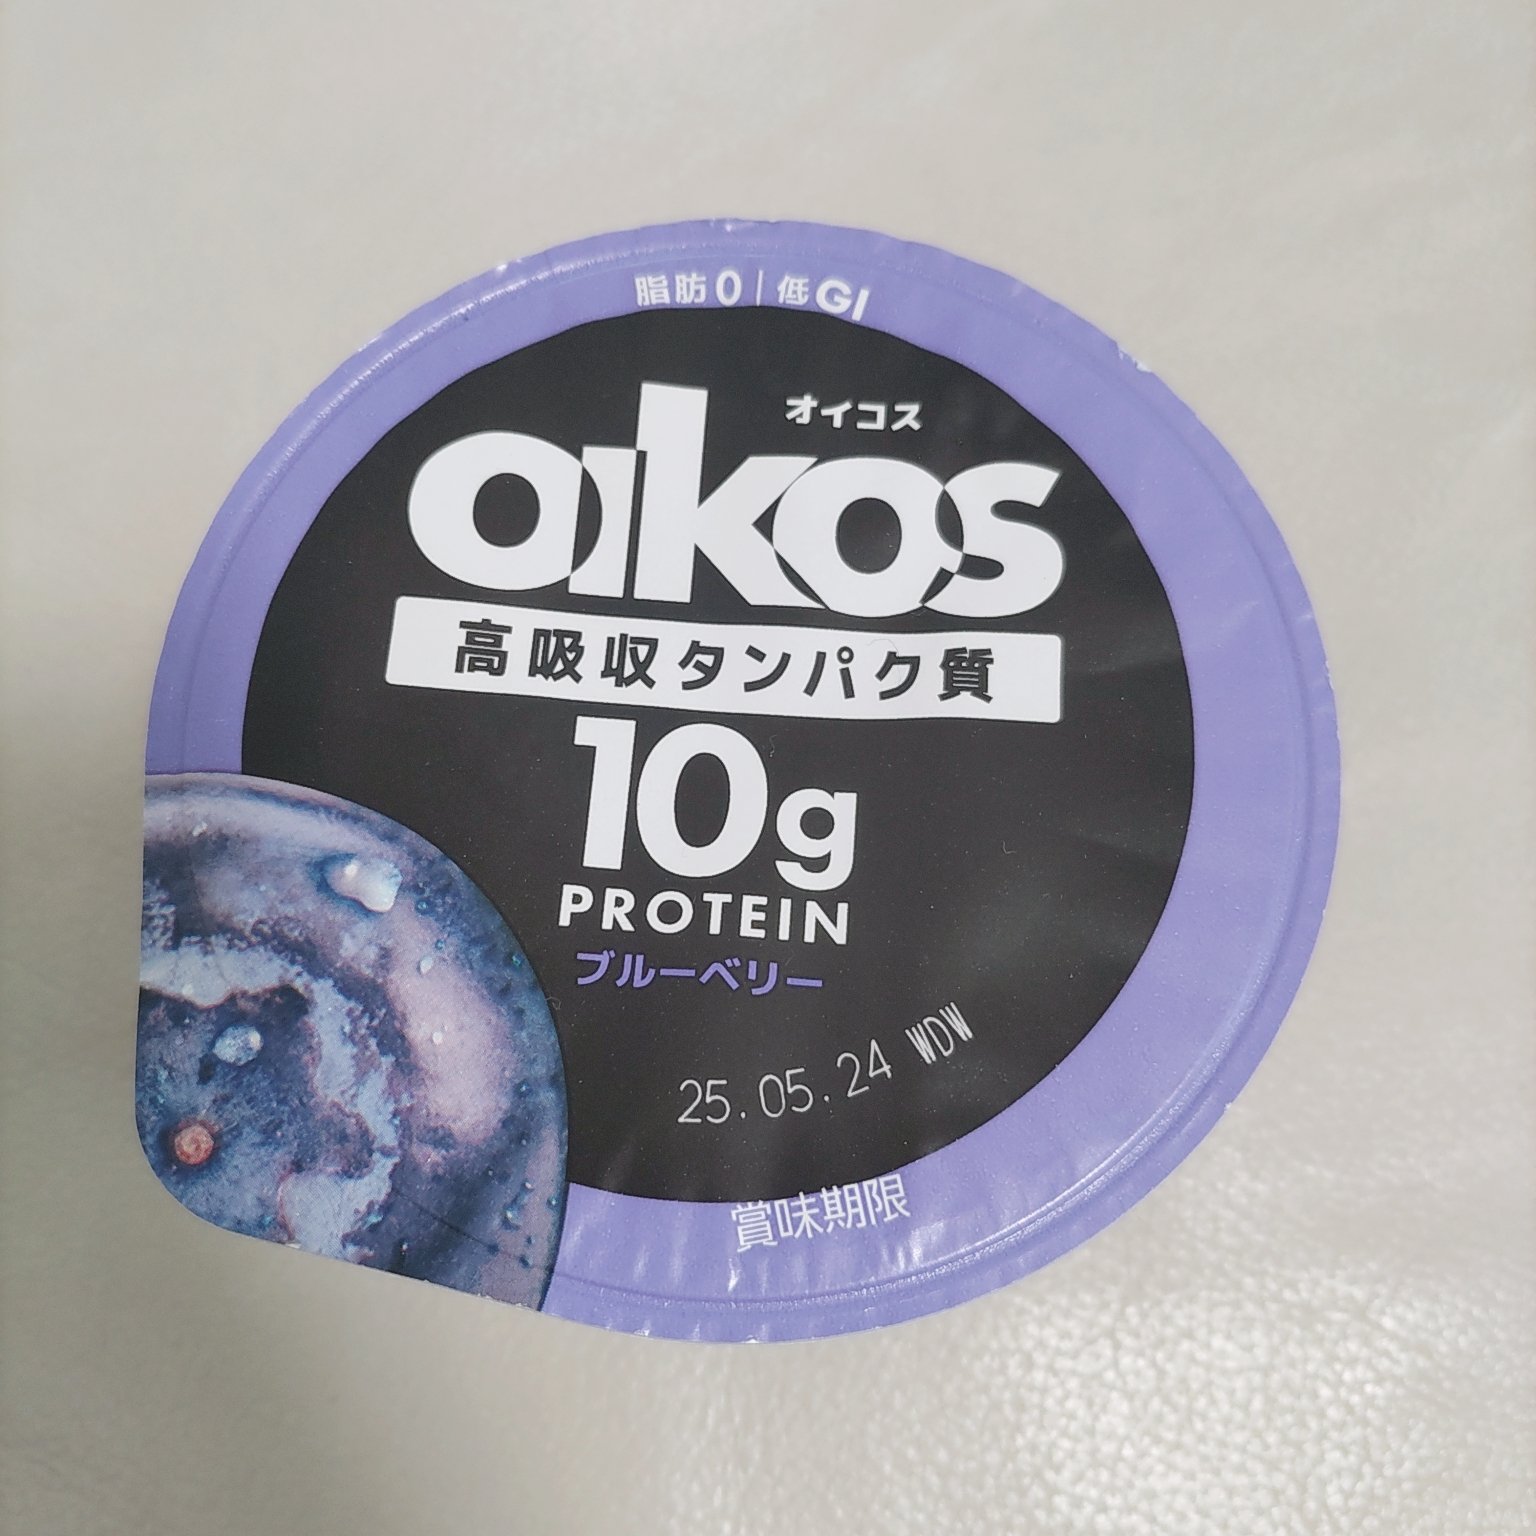 脂肪0|低GI
オイコス
oikos
高吸収タンパク質
10g
PROTEIN
ブルーベリー
25.05.24 WDW
賞味期限